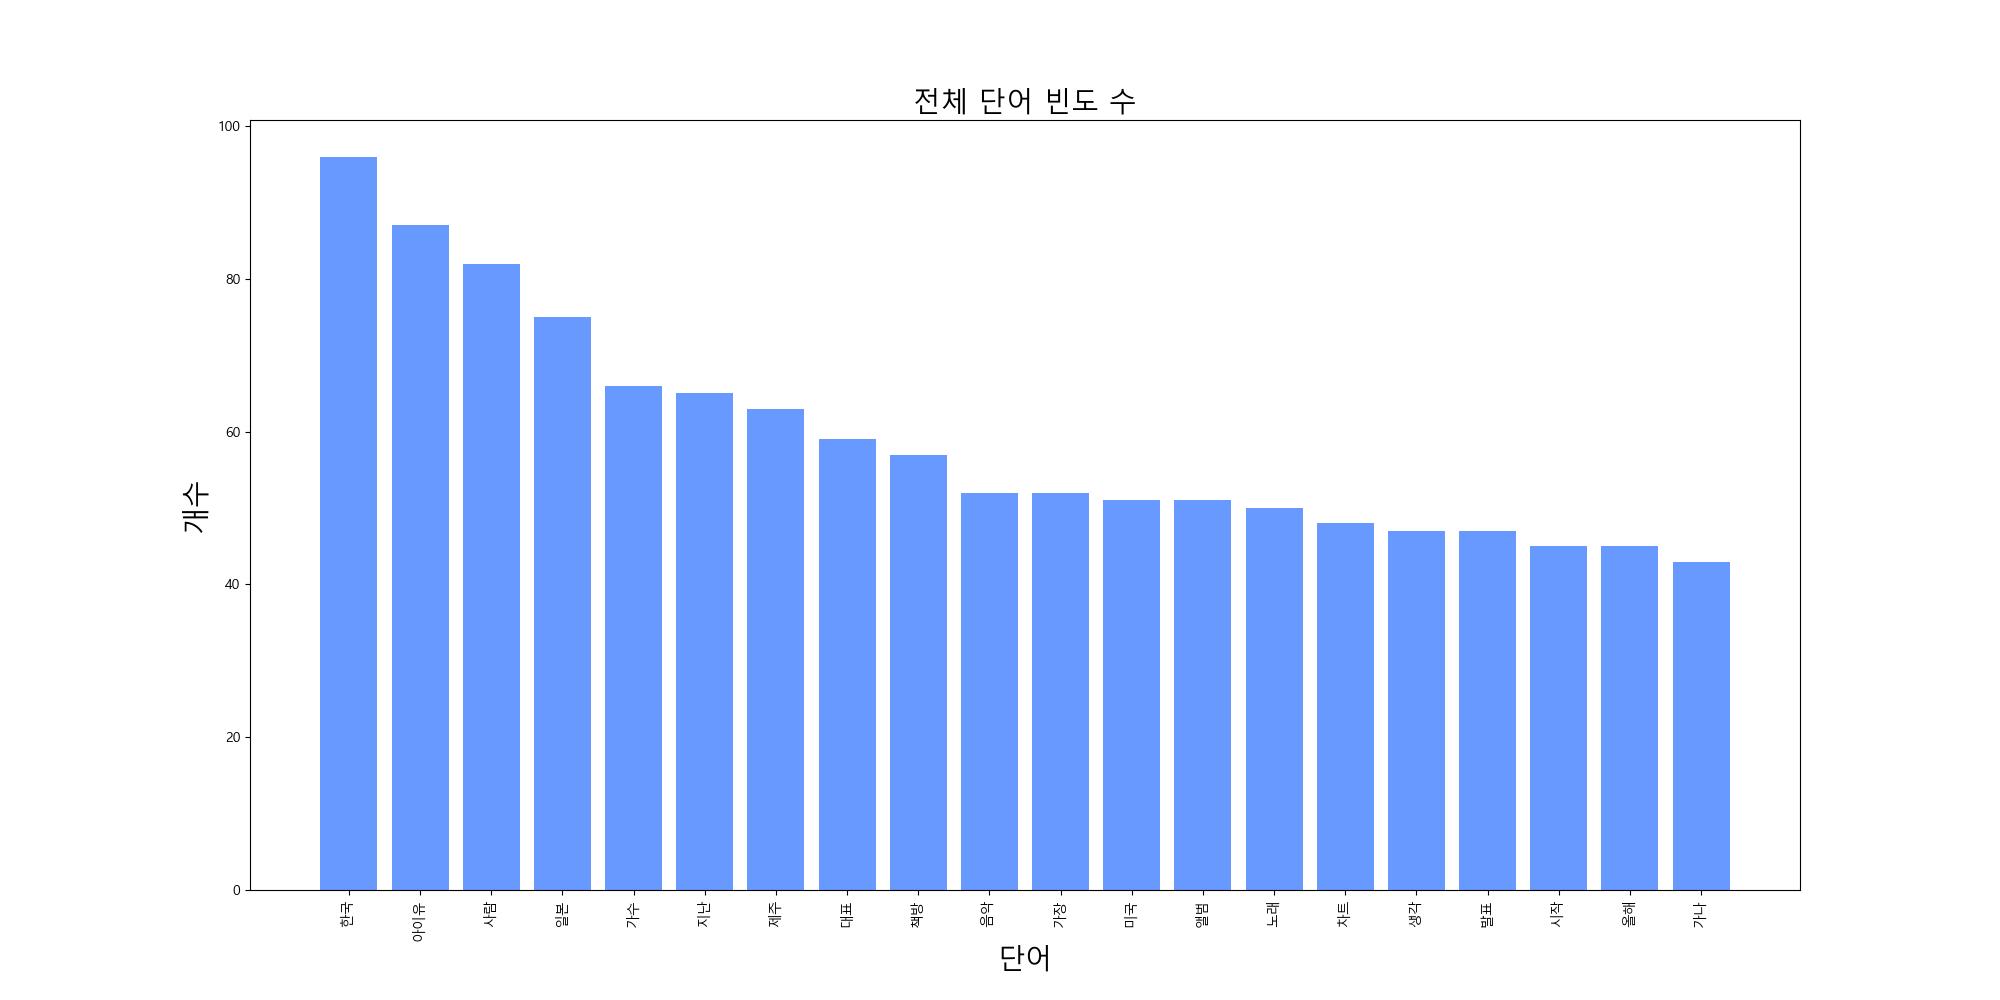 전체 단어 빈도 수
개수
100
80
60
40
20
0
한국
아이유
사람
일본
가수
지난
제주
대표
책방
음악
가장
미국
앨범
노래
차트
생각
발표
시작
올해
가나
단어